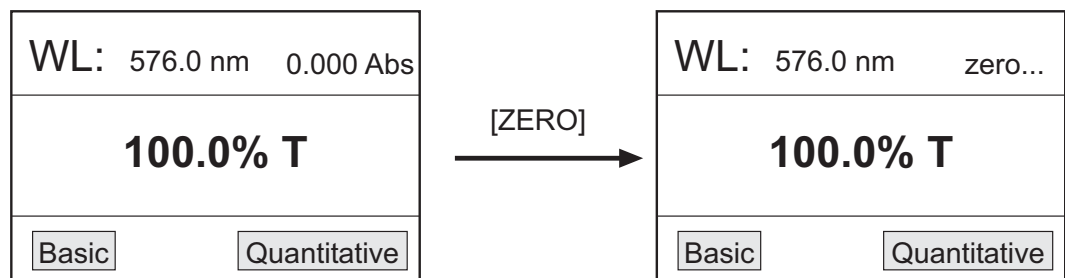 WL: 576.0 nm 0.000 Abs
100.0% T
Basic Quantitative
[ZERO]
WL: 576.0 nm zero...
100.0% T
Basic Quantitative